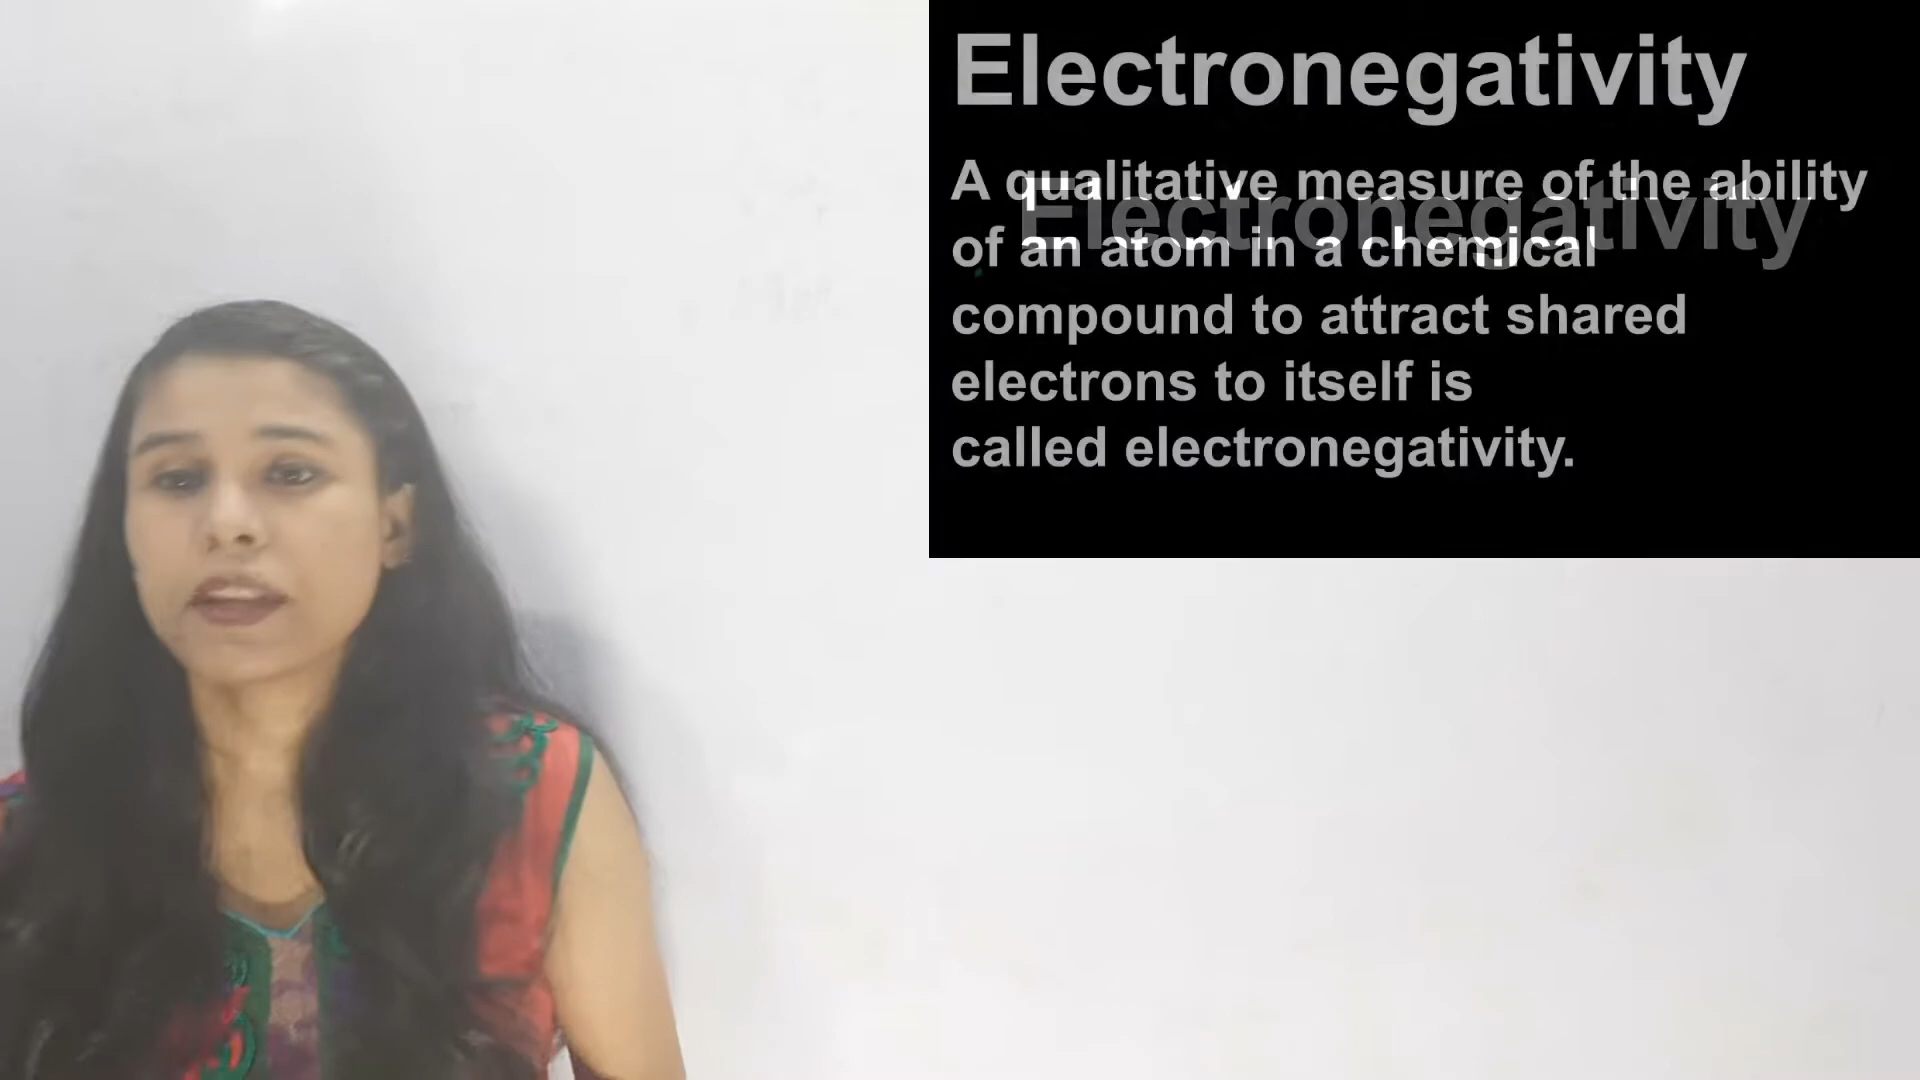 Electronegativity
A qualitative measure of the ability
Electronegativity
of an atom in a chemical
compound to attract shared
electrons to itself is
called electronegativity.